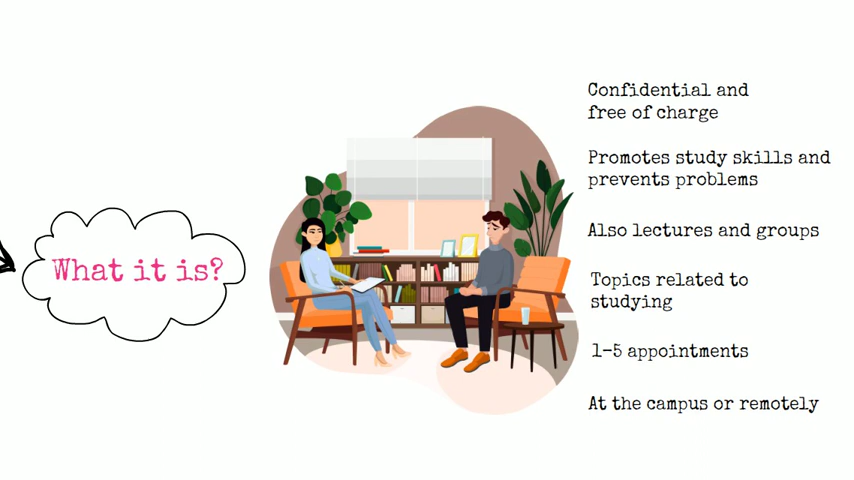 What it is?
Confidential and
free of charge
Promotes study skills and
prevents problems
Also lectures and groups
Topics related to
studying
1-5 appointments
At the campus or remotely